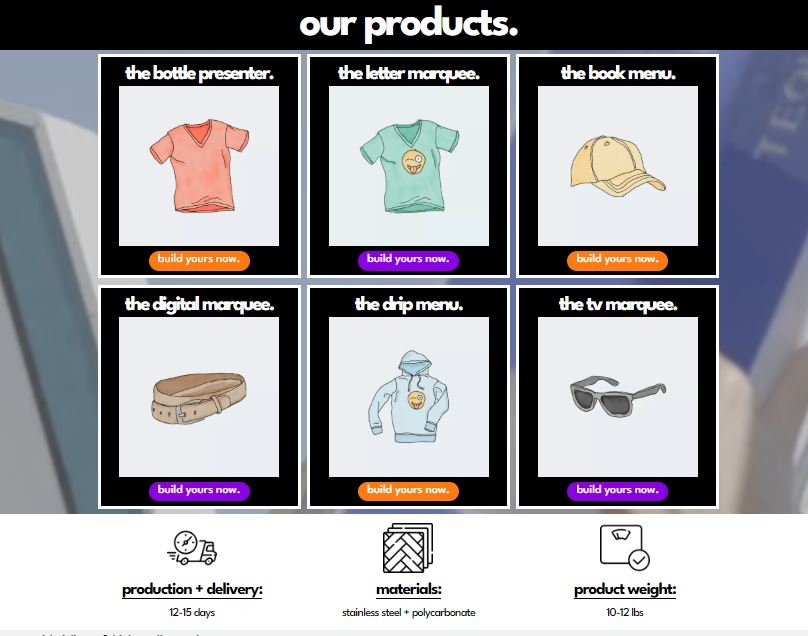 our products.
the bottle presenter.
the letter marquee.
the book menu.
build yours now.
build yours now.
build yours now.
the digital marquee.
the drip menu.
the tv marquee.
build yours now.
build yours now.
build yours now.
production + delivery:
materials:
product weight:
12-15 days
stainless steel + polycarbonate
10-12 lbs